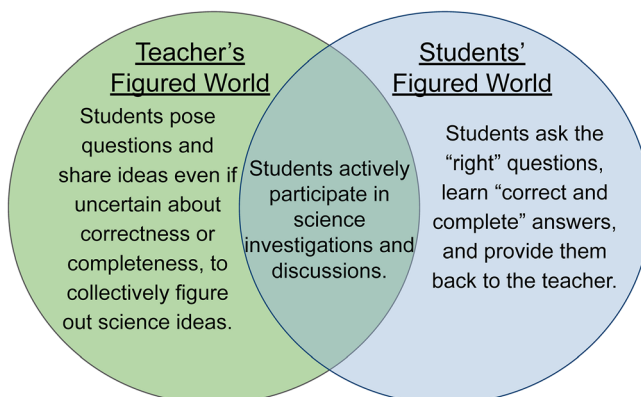 Teacher’s
Figured World
Students pose
questions and
share ideas even if
uncertain about
correctness or
completeness, to
collectively figure
out science ideas.
Students actively
participate in
science
investigations and
discussions.
Students’
Figured World
Students ask the
“right” questions,
learn “correct and
complete” answers,
and provide them
back to the teacher.